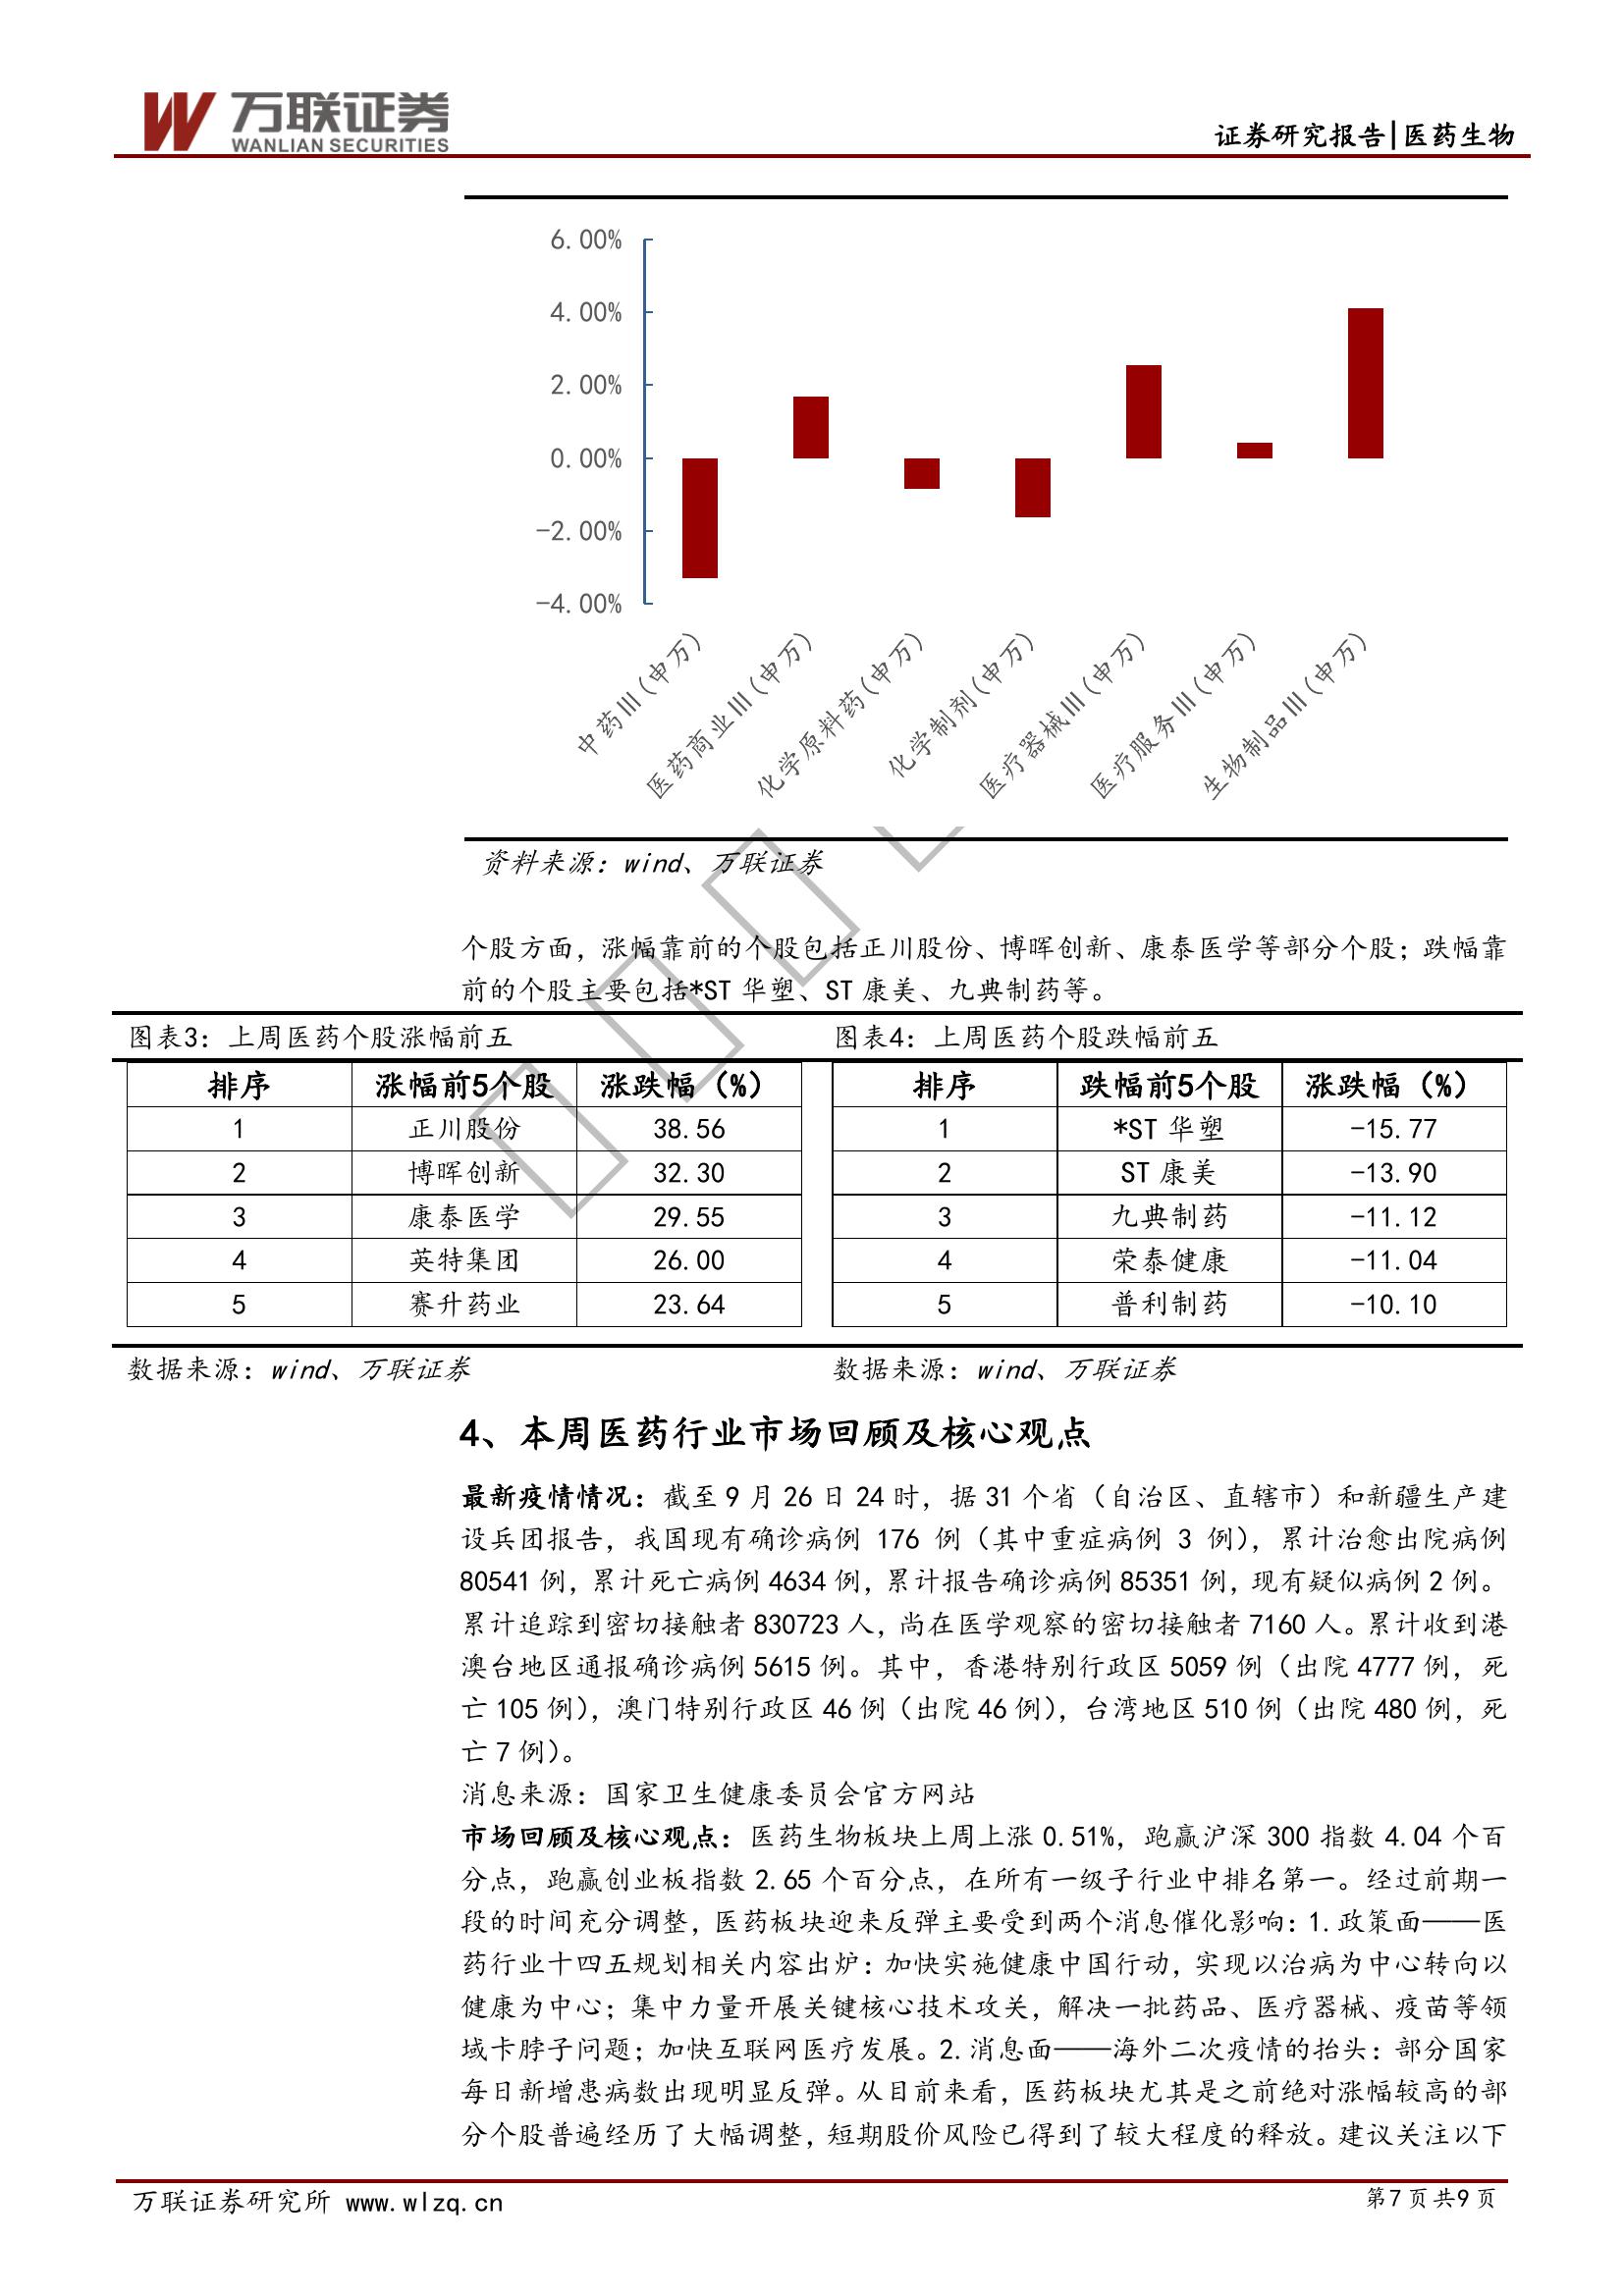 万联证券
WANLIAN SECURITIES
证券研究报告|医药生物
6.00%
4.00%
2.00%
0.00%
-2.00%
-4.00%
中药III(申万)
医药商业III(申万)
化学原料药(申万)
化学制剂(申万)
医疗器械III(申万)
医疗服务III(申万)
生物制品III(申万)
资料来源：wind、万联证券
个股方面，涨幅靠前的个股包括正川股份、博晖创新、康泰医学等部分个股；跌幅靠
前的个股主要包括*ST 华塑、ST 康美、九典制药等。
图表3：上周医药个股涨幅前五 图表4：上周医药个股跌幅前五
排序 涨幅前5个股 涨跌幅（%） 排序 跌幅前5个股 涨跌幅（%）
1 正川股份 38.56 1 *ST 华塑 -15.77
2 博晖创新 32.30 2 ST 康美 -13.90
3 康泰医学 29.55 3 九典制药 -11.12
4 英特集团 26.00 4 荣泰健康 -11.04
5 赛升药业 23.64 5 普利制药 -10.10
数据来源：wind、万联证券 数据来源：wind、万联证券
4、本周医药行业市场回顾及核心观点
最新疫情情况：截至 9 月 26 日 24 时，据 31 个省（自治区、直辖市）和新疆生产建
设兵团报告，我国现有确诊病例 176 例（其中重症病例 3 例），累计治愈出院病例
80541 例，累计死亡病例 4634 例，累计报告确诊病例 85351 例，现有疑似病例 2 例。
累计追踪到密切接触者 830723 人，尚在医学观察的密切接触者 7160 人。累计收到港
澳台地区通报确诊病例 5615 例。其中，香港特别行政区 5059 例（出院 4777 例，死
亡 105 例），澳门特别行政区 46 例（出院 46 例），台湾地区 510 例（出院 480 例，死
亡 7 例）。
消息来源：国家卫生健康委员会官方网站
市场回顾及核心观点：医药生物板块上周上涨 0.51%，跑赢沪深 300 指数 4.04 个百
分点，跑赢创业板指数 2.65 个百分点，在所有一级子行业中排名第一。经过前期一
段的时间充分调整，医药板块迎来反弹主要受到两个消息催化影响：1.政策面——医
药行业十四五规划相关内容出炉：加快实施健康中国行动，实现以治病为中心转向以
健康为中心；集中力量开展关键核心技术攻关，解决一批药品、医疗器械、疫苗等领
域卡脖子问题；加快互联网医疗发展。2.消息面——海外二次疫情的抬头：部分国家
每日新增患病数出现明显反弹。从目前来看，医药板块尤其是之前绝对涨幅较高的部
分个股普遍经历了大幅调整，短期股价风险已得到了较大程度的释放。建议关注以下
万联证券研究所 www.wlzq.cn 第 7 页 共 9 页